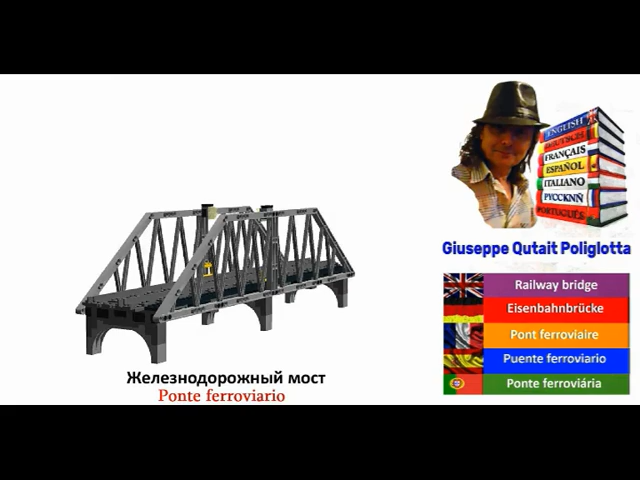 ENGLISH
DEUTSCH
FRANÇAIS
ESPAÑOL
ITALIANO
РУССКИЙ
PORTUGUÊS
Giuseppe Qutait Poliglotta
Railway bridge
Eisenbahnbrücke
Pont ferroviaire
Puente ferroviario
Ponte ferroviária
Железнодорожный мост
Ponte ferroviario